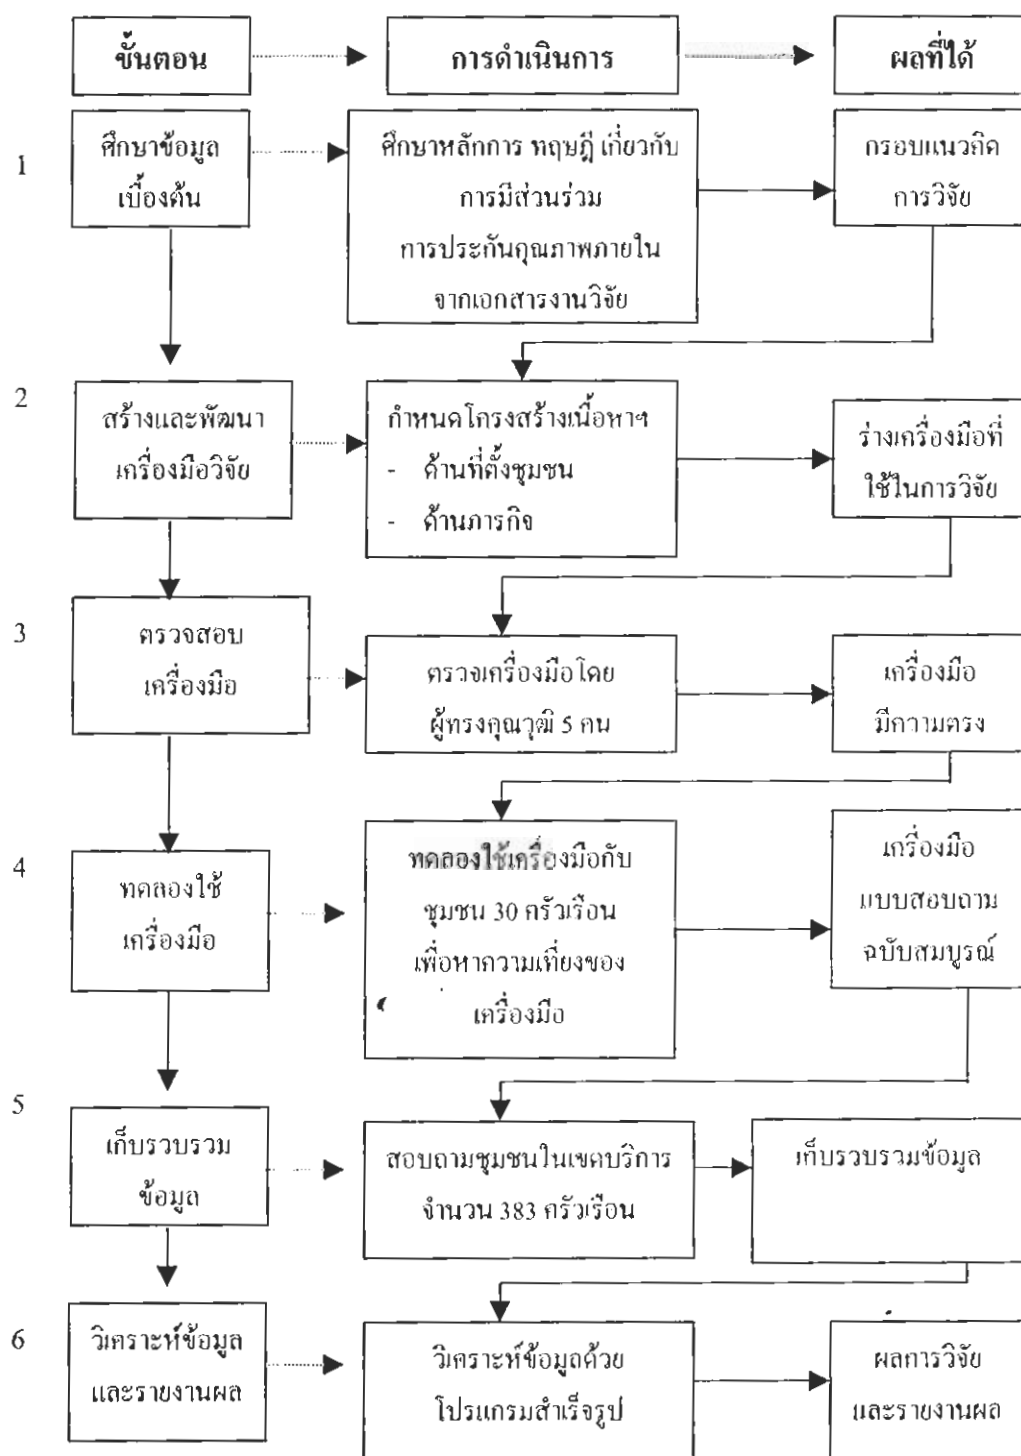 ขั้นตอน
การดำเนินการ
ผลที่ได้
1
ศึกษาข้อมูล
เบื้องต้น
ศึกษาหลักการ ทฤษฎี เกี่ยวกับ
การมีส่วนร่วม
การประกันคุณภาพภายใน
จากเอกสารงานวิจัย
กรอบแนวคิด
การวิจัย
2
สร้างและพัฒนา
เครื่องมือวิจัย
กำหนดโครงสร้างเนื้อหาฯ
- ด้านที่ตั้งชุมชน
- ด้านภารกิจ
ร่างเครื่องมือที่
ใช้ในการวิจัย
3
ตรวจสอบ
เครื่องมือ
ตรวจเครื่องมือโดย
ผู้ทรงคุณวุฒิ 5 คน
เครื่องมือ
มีความตรง
4
ทดลองใช้
เครื่องมือ
ทดลองใช้เครื่องมือกับ
ชุมชน 30 ครัวเรือน
เพื่อหาความเที่ยงของ
เครื่องมือ
เครื่องมือ
แบบสอบถาม
ฉบับสมบูรณ์
5
เก็บรวบรวม
ข้อมูล
สอบถามชุมชนในเขตบริการ
จำนวน 383 ครัวเรือน
เก็บรวบรวมข้อมูล
6
วิเคราะห์ข้อมูล
และรายงานผล
วิเคราะห์ข้อมูลด้วย
โปรแกรมสำเร็จรูป
ผลการวิจัย
และรายงานผล